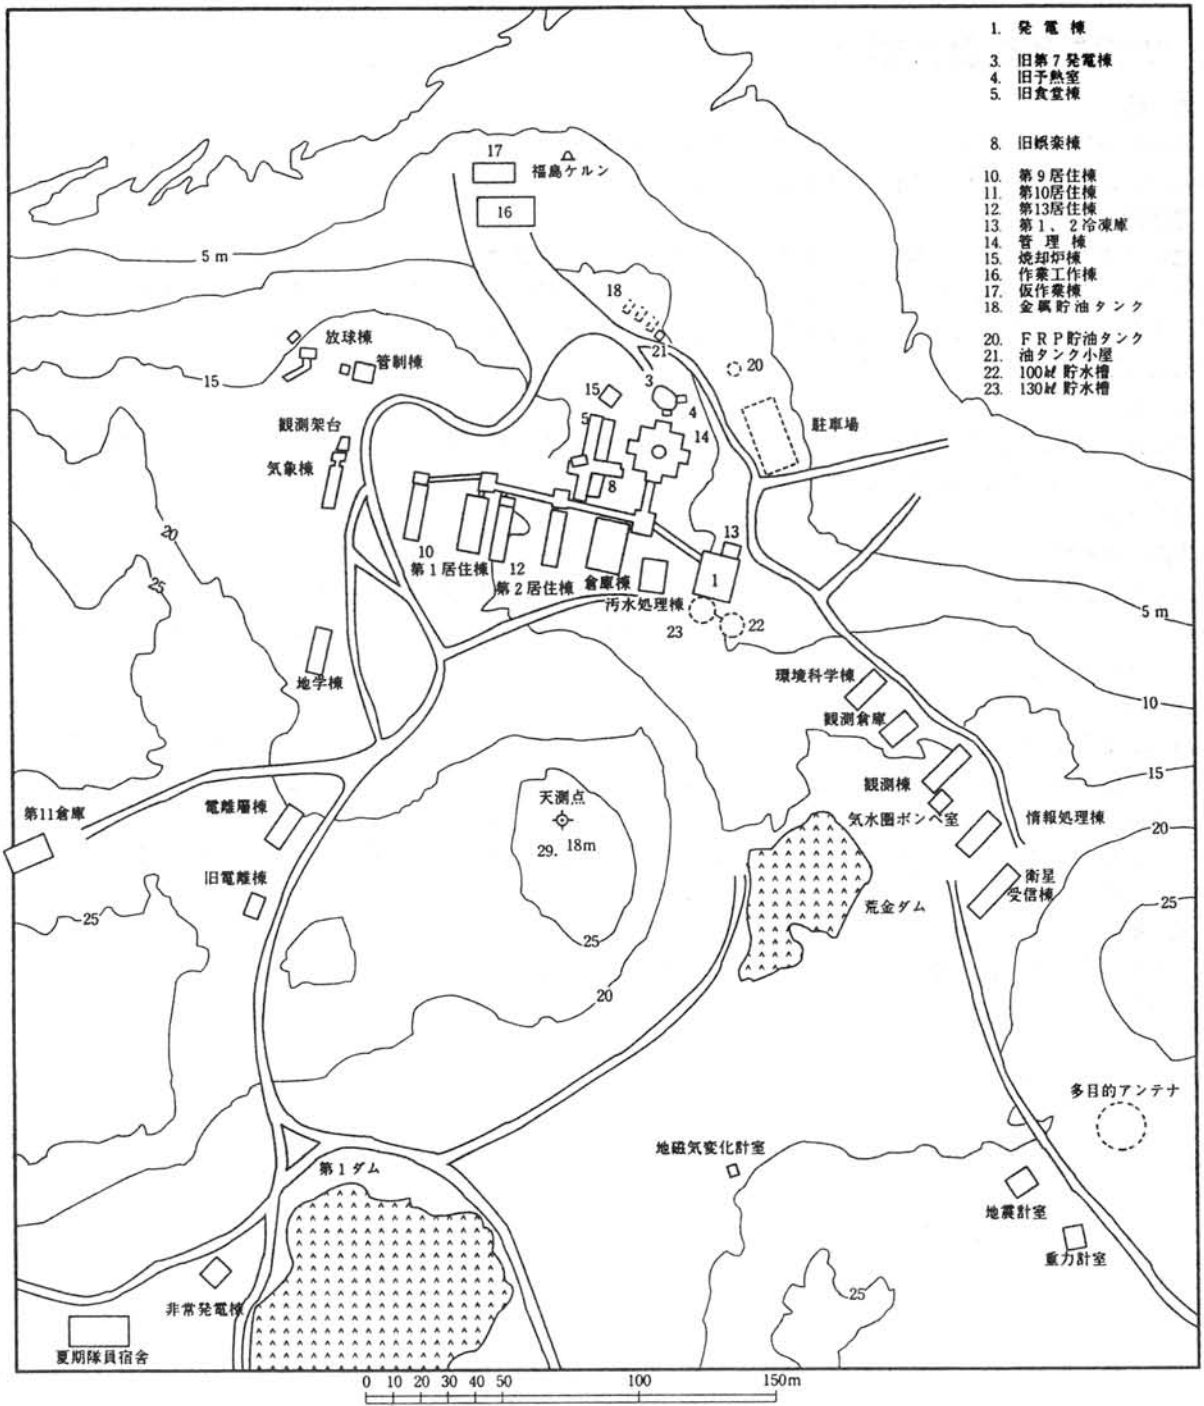 1. 発電棟
3. 旧第7発電棟
4. 旧予熱室
5. 旧食堂棟
8. 旧娯楽棟
10. 第9居住棟
11. 第10居住棟
12. 第13居住棟
13. 第1、2冷凍庫
14. 管理棟
15. 焼却炉棟
16. 作業工作棟
17. 仮作業棟
18. 金属貯油タンク
20. FRP貯油タンク
21. 油タンク小屋
22. 100㎘貯水槽
23. 130㎘貯水槽
17
福島ケルン
16
5m
18
放球棟
21
管制棟
20
15
3
15
4
5
観測架台
14
駐車場
気象棟
8
20
13
10
第1居住棟
12
25
第2居住棟
倉庫棟
1
汚水処理棟
5m
23
22
地学棟
環境科学棟
10
観測倉庫
15
観測棟
天測点
第11倉庫
電離層棟
気水圏ボンベ室
情報処理棟
20
29.18m
旧電離棟
衛星
受信棟
25
荒金ダム
25
25
20
多目的アンテナ
地磁気変化計室
第1ダム
地震計室
重力計室
25
非常発電棟
夏期隊員宿舎
0 10 20 30 40 50 100 150m